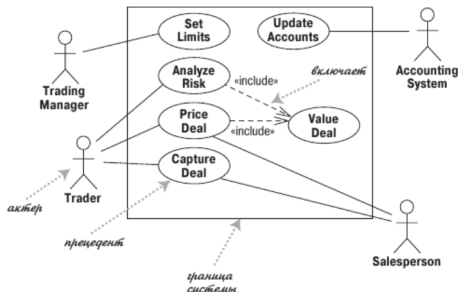 Set
Limits
Update
Accounts
Trading
Manager
Accounting
System
Analyze
Risk
«include»
включает
Price
Deal
«include»
Value
Deal
Capture
Deal
Trader
актер
прецедент
Salesperson
граница
системы